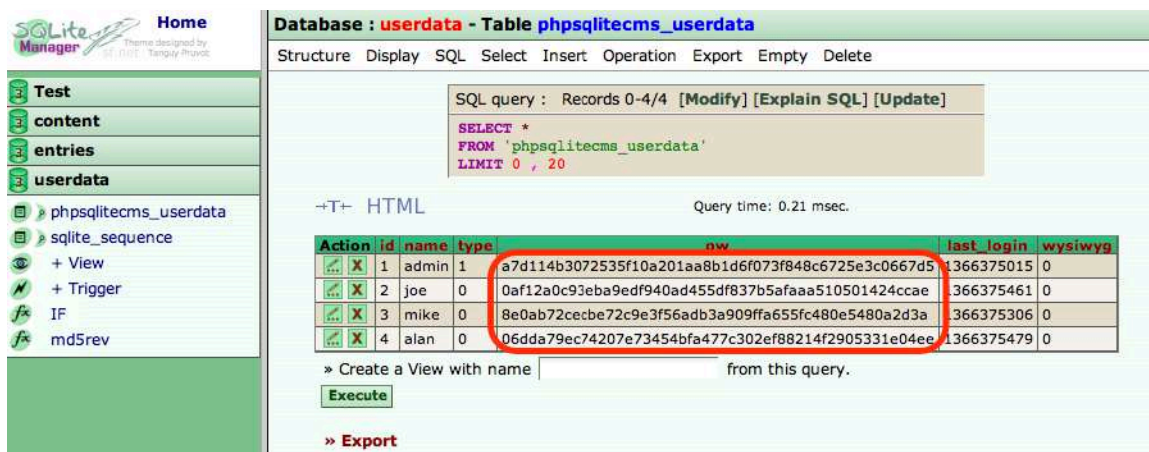 SQLite Manager
Theme designed by
sf.net Tanguy Pruvot
Home
Test
content
entries
userdata
phpsqlitecms_userdata
sqlite_sequence
+ View
+ Trigger
IF
md5rev
Database : userdata - Table phpsqlitecms_userdata
Structure Display SQL Select Insert Operation Export Empty Delete
SQL query : Records 0-4/4 [Modify] [Explain SQL] [Update]
SELECT *
FROM 'phpsqlitecms_userdata'
LIMIT 0 , 20
HTML
Query time: 0.21 msec.
Action id name type pw last_login wysiwyg
1 admin 1 a7d114b3072535f10a201aa8b1d6f073f848c6725e3c0667d5 1366375015 0
2 joe 0 0af12a0c93eba9edf940ad455df837b5afaaa510501424ccae 1366375461 0
3 mike 0 8e0ab72cecbe72c9e3f56adb3a909ffa655fc480e5480a2d3a 1366375306 0
4 alan 0 06dda79ec74207e73454bfa477c302ef88214f2905331e04ee 1366375479 0
» Create a View with name from this query.
Execute
» Export